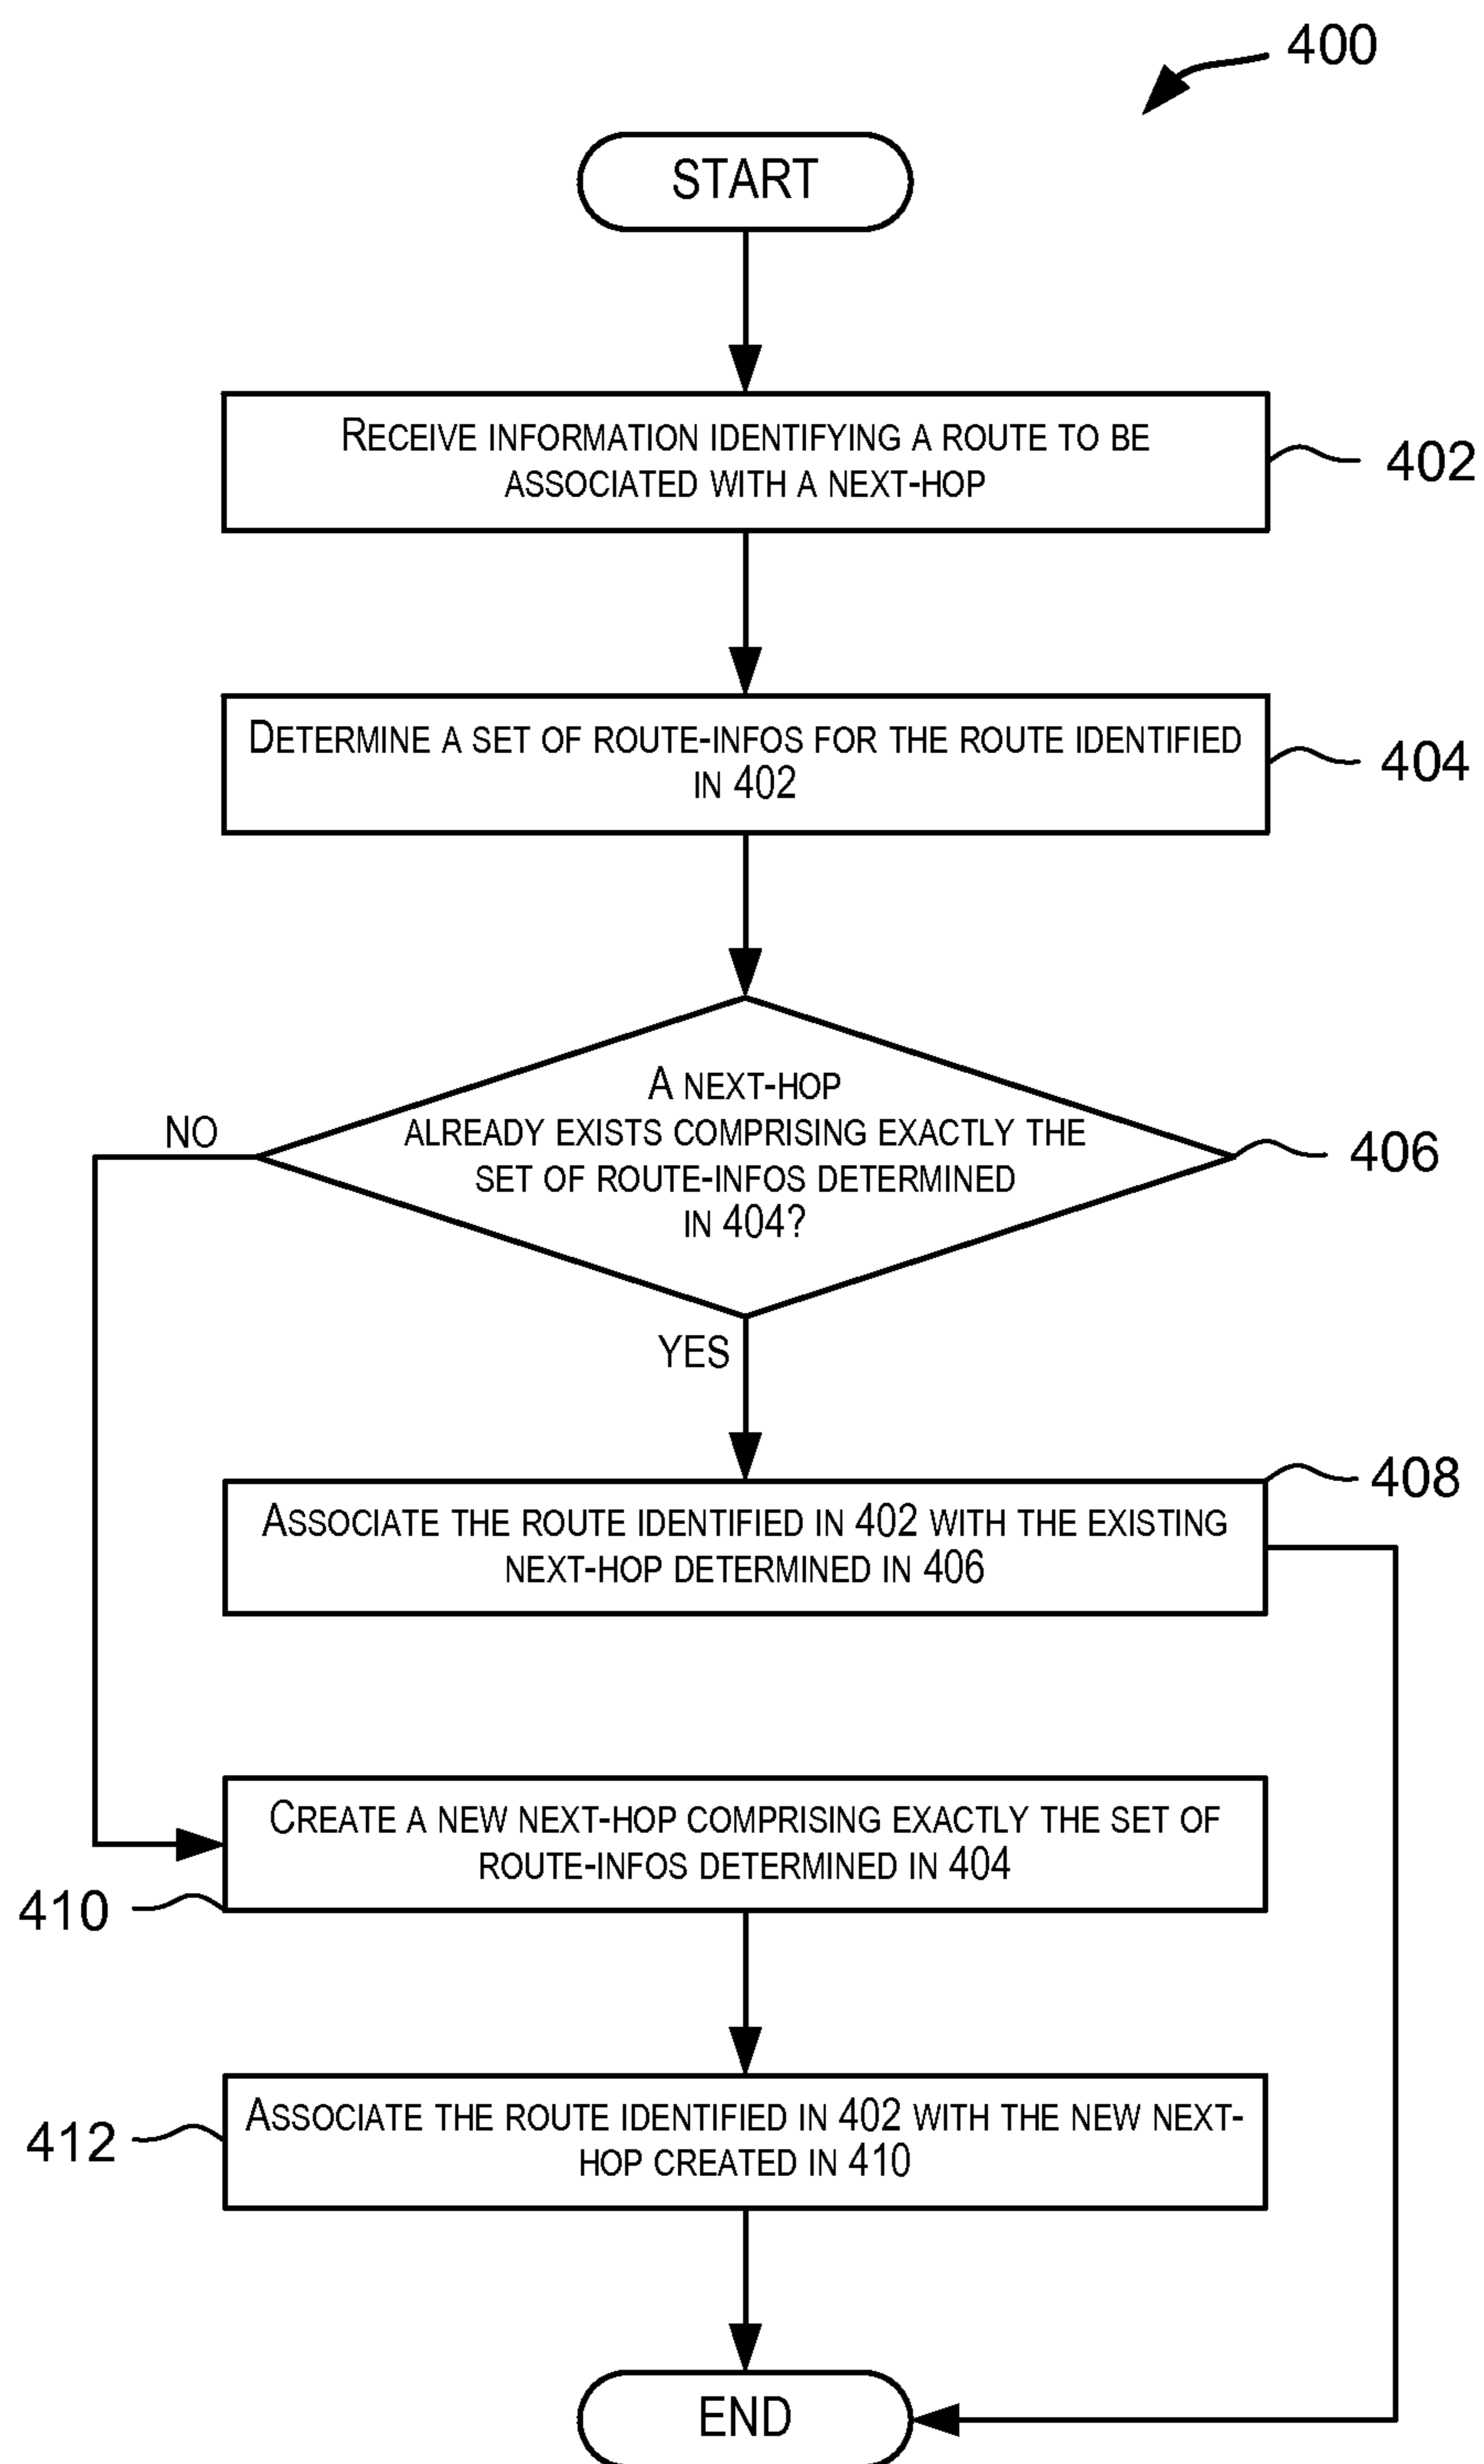 400
START
RECEIVE INFORMATION IDENTIFYING A ROUTE TO BE
ASSOCIATED WITH A NEXT-HOP
402
DETERMINE A SET OF ROUTE-INFOS FOR THE ROUTE IDENTIFIED
IN 402
404
A NEXT-HOP
ALREADY EXISTS COMPRISING EXACTLY THE
SET OF ROUTE-INFOS DETERMINED
IN 404?
NO
406
YES
408
ASSOCIATE THE ROUTE IDENTIFIED IN 402 WITH THE EXISTING
NEXT-HOP DETERMINED IN 406
CREATE A NEW NEXT-HOP COMPRISING EXACTLY THE SET OF
ROUTE-INFOS DETERMINED IN 404
410
ASSOCIATE THE ROUTE IDENTIFIED IN 402 WITH THE NEW NEXT-
HOP CREATED IN 410
412
END